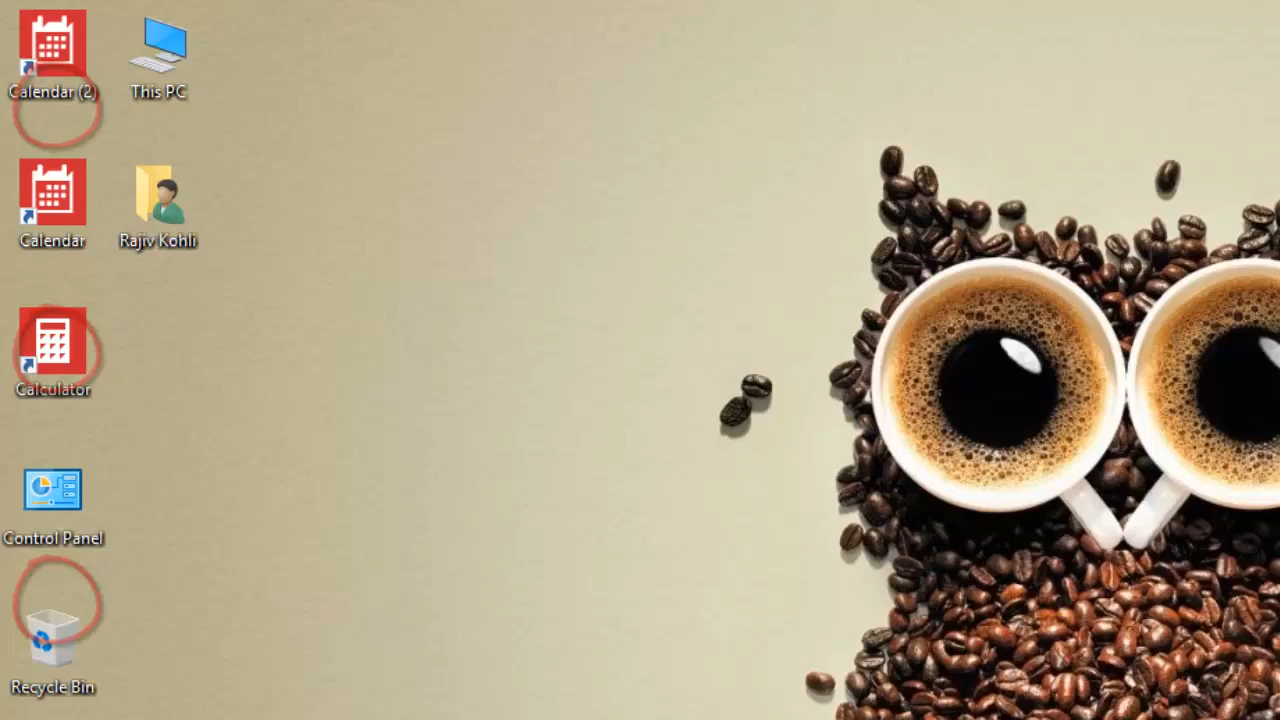 Calendar (2)
This PC
Calendar
Rajiv Kohli
Calculator
Control Panel
Recycle Bin